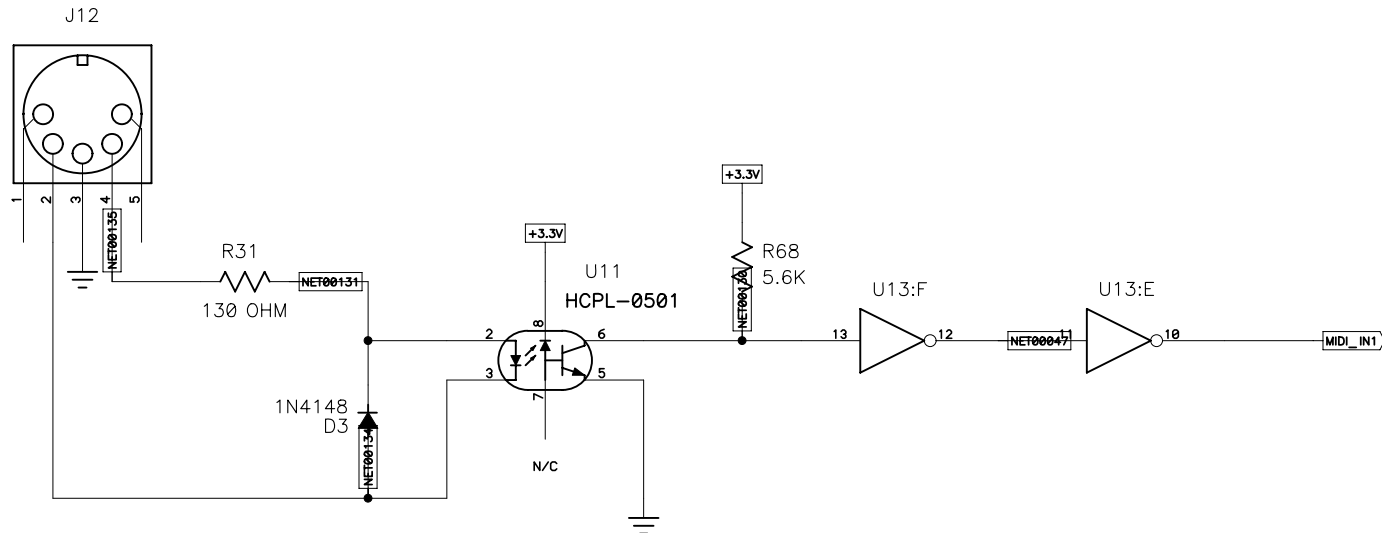 J12
1 2 3 4 5
NET00135
R31
130 OHM
NET00131
1N4148
D3
NET00134
+3.3V
U11
HCPL-0501
2
3
8
7
6
5
N/C
+3.3V
R68
5.6K
NET00130
U13:F
13
12
NET00047
U13:E
11
10
MIDI_IN1